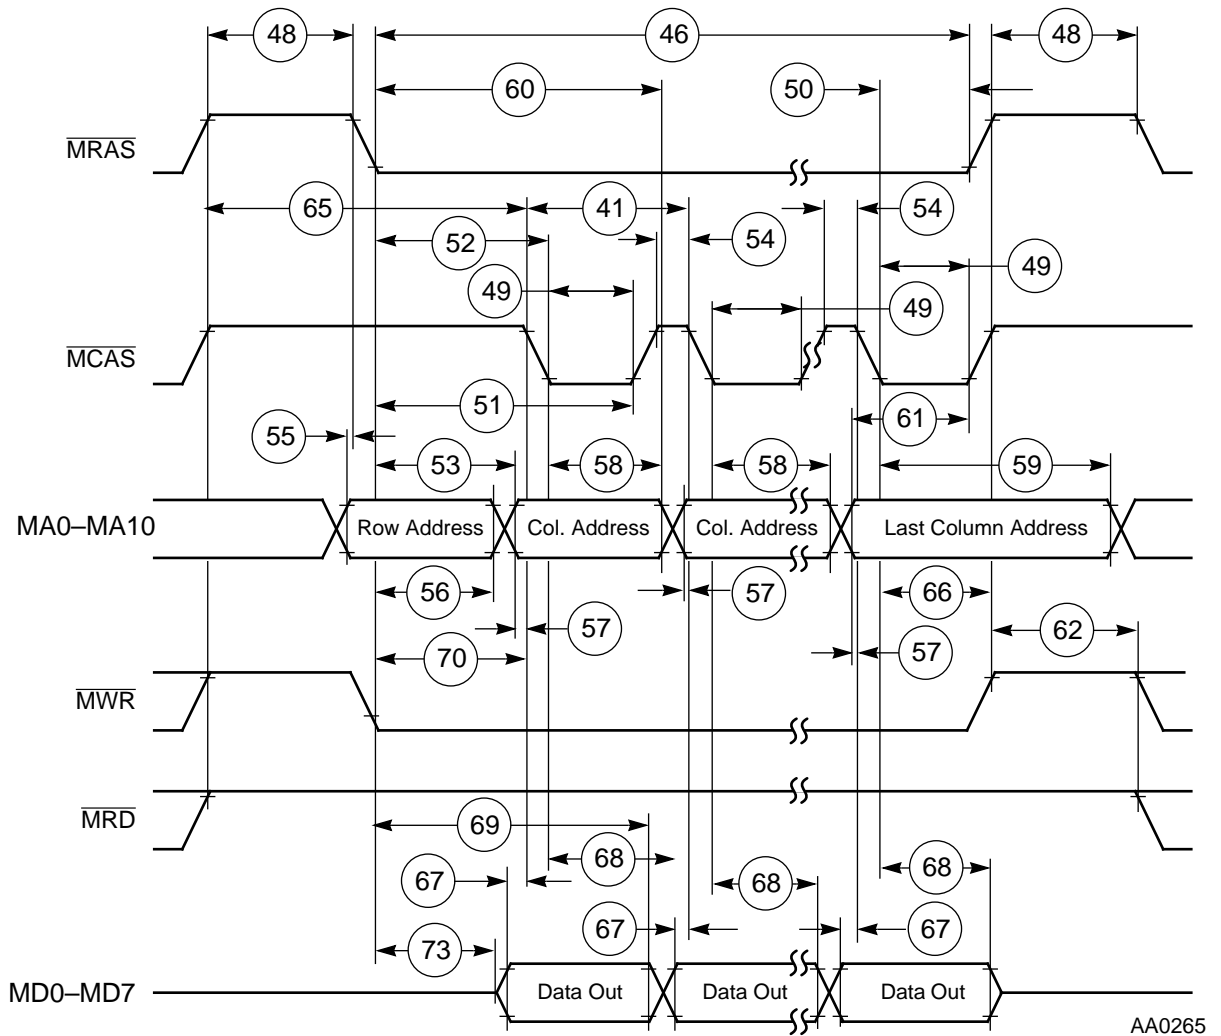 48 46 48
60 50
MRAS
65 41 54
52 54
49 49
49
MCAS
51 61
55
53 58 58 59
MA0–MA10 Row Address Col. Address Col. Address Last Column Address
56 57 66
57 62
70 57
MWR
MRD
69
68 68
67 68
67 67
73
MD0–MD7 Data Out Data Out Data Out
AA0265